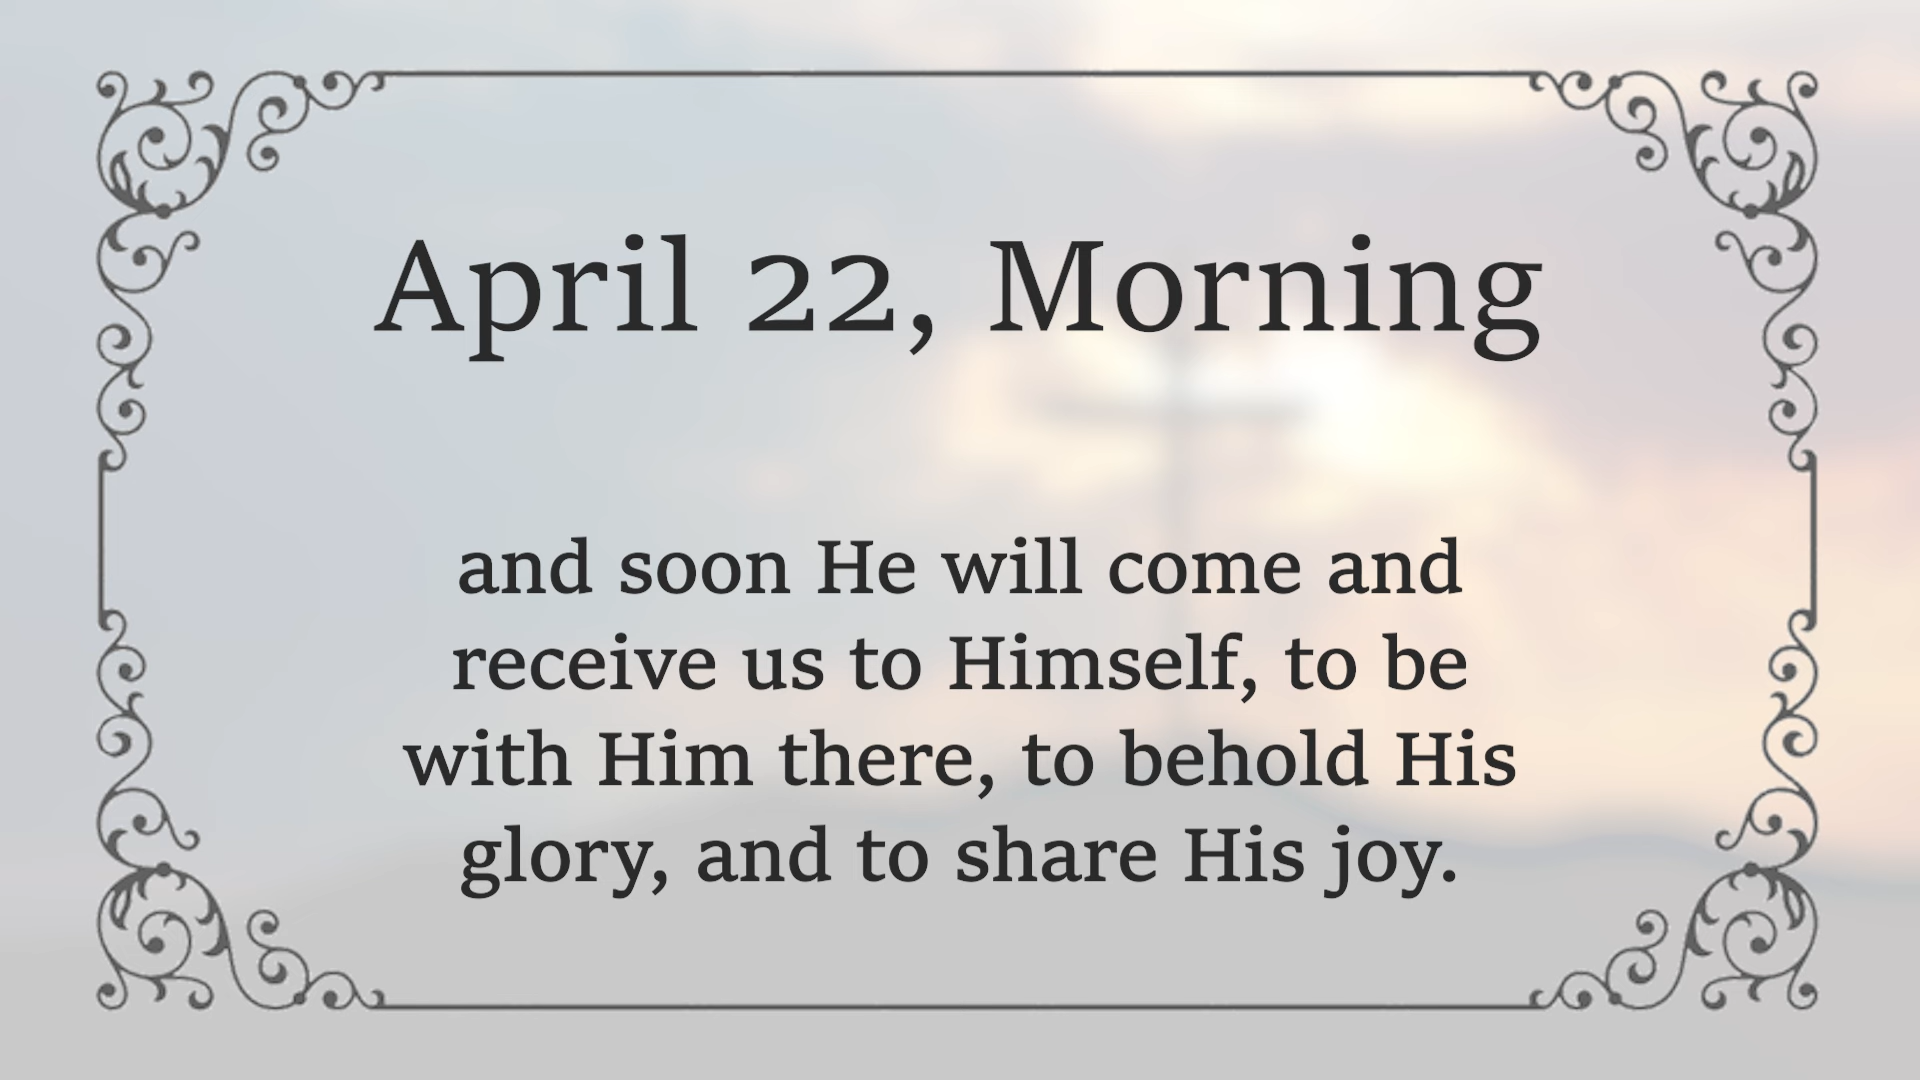 April 22, Morning
and soon He will come and
receive us to Himself, to be
with Him there, to behold His
glory, and to share His joy.